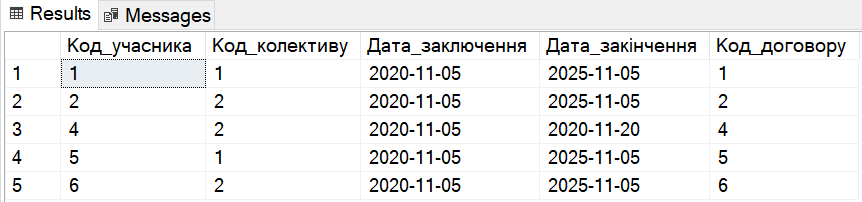 Results Messages
Код_учасника Код_колективу Дата_заключення Дата_закінчення Код_договору
1 1 1 2020-11-05 2025-11-05 1
2 2 2 2020-11-05 2025-11-05 2
3 4 2 2020-11-05 2020-11-20 4
4 5 1 2020-11-05 2025-11-05 5
5 6 2 2020-11-05 2025-11-05 6